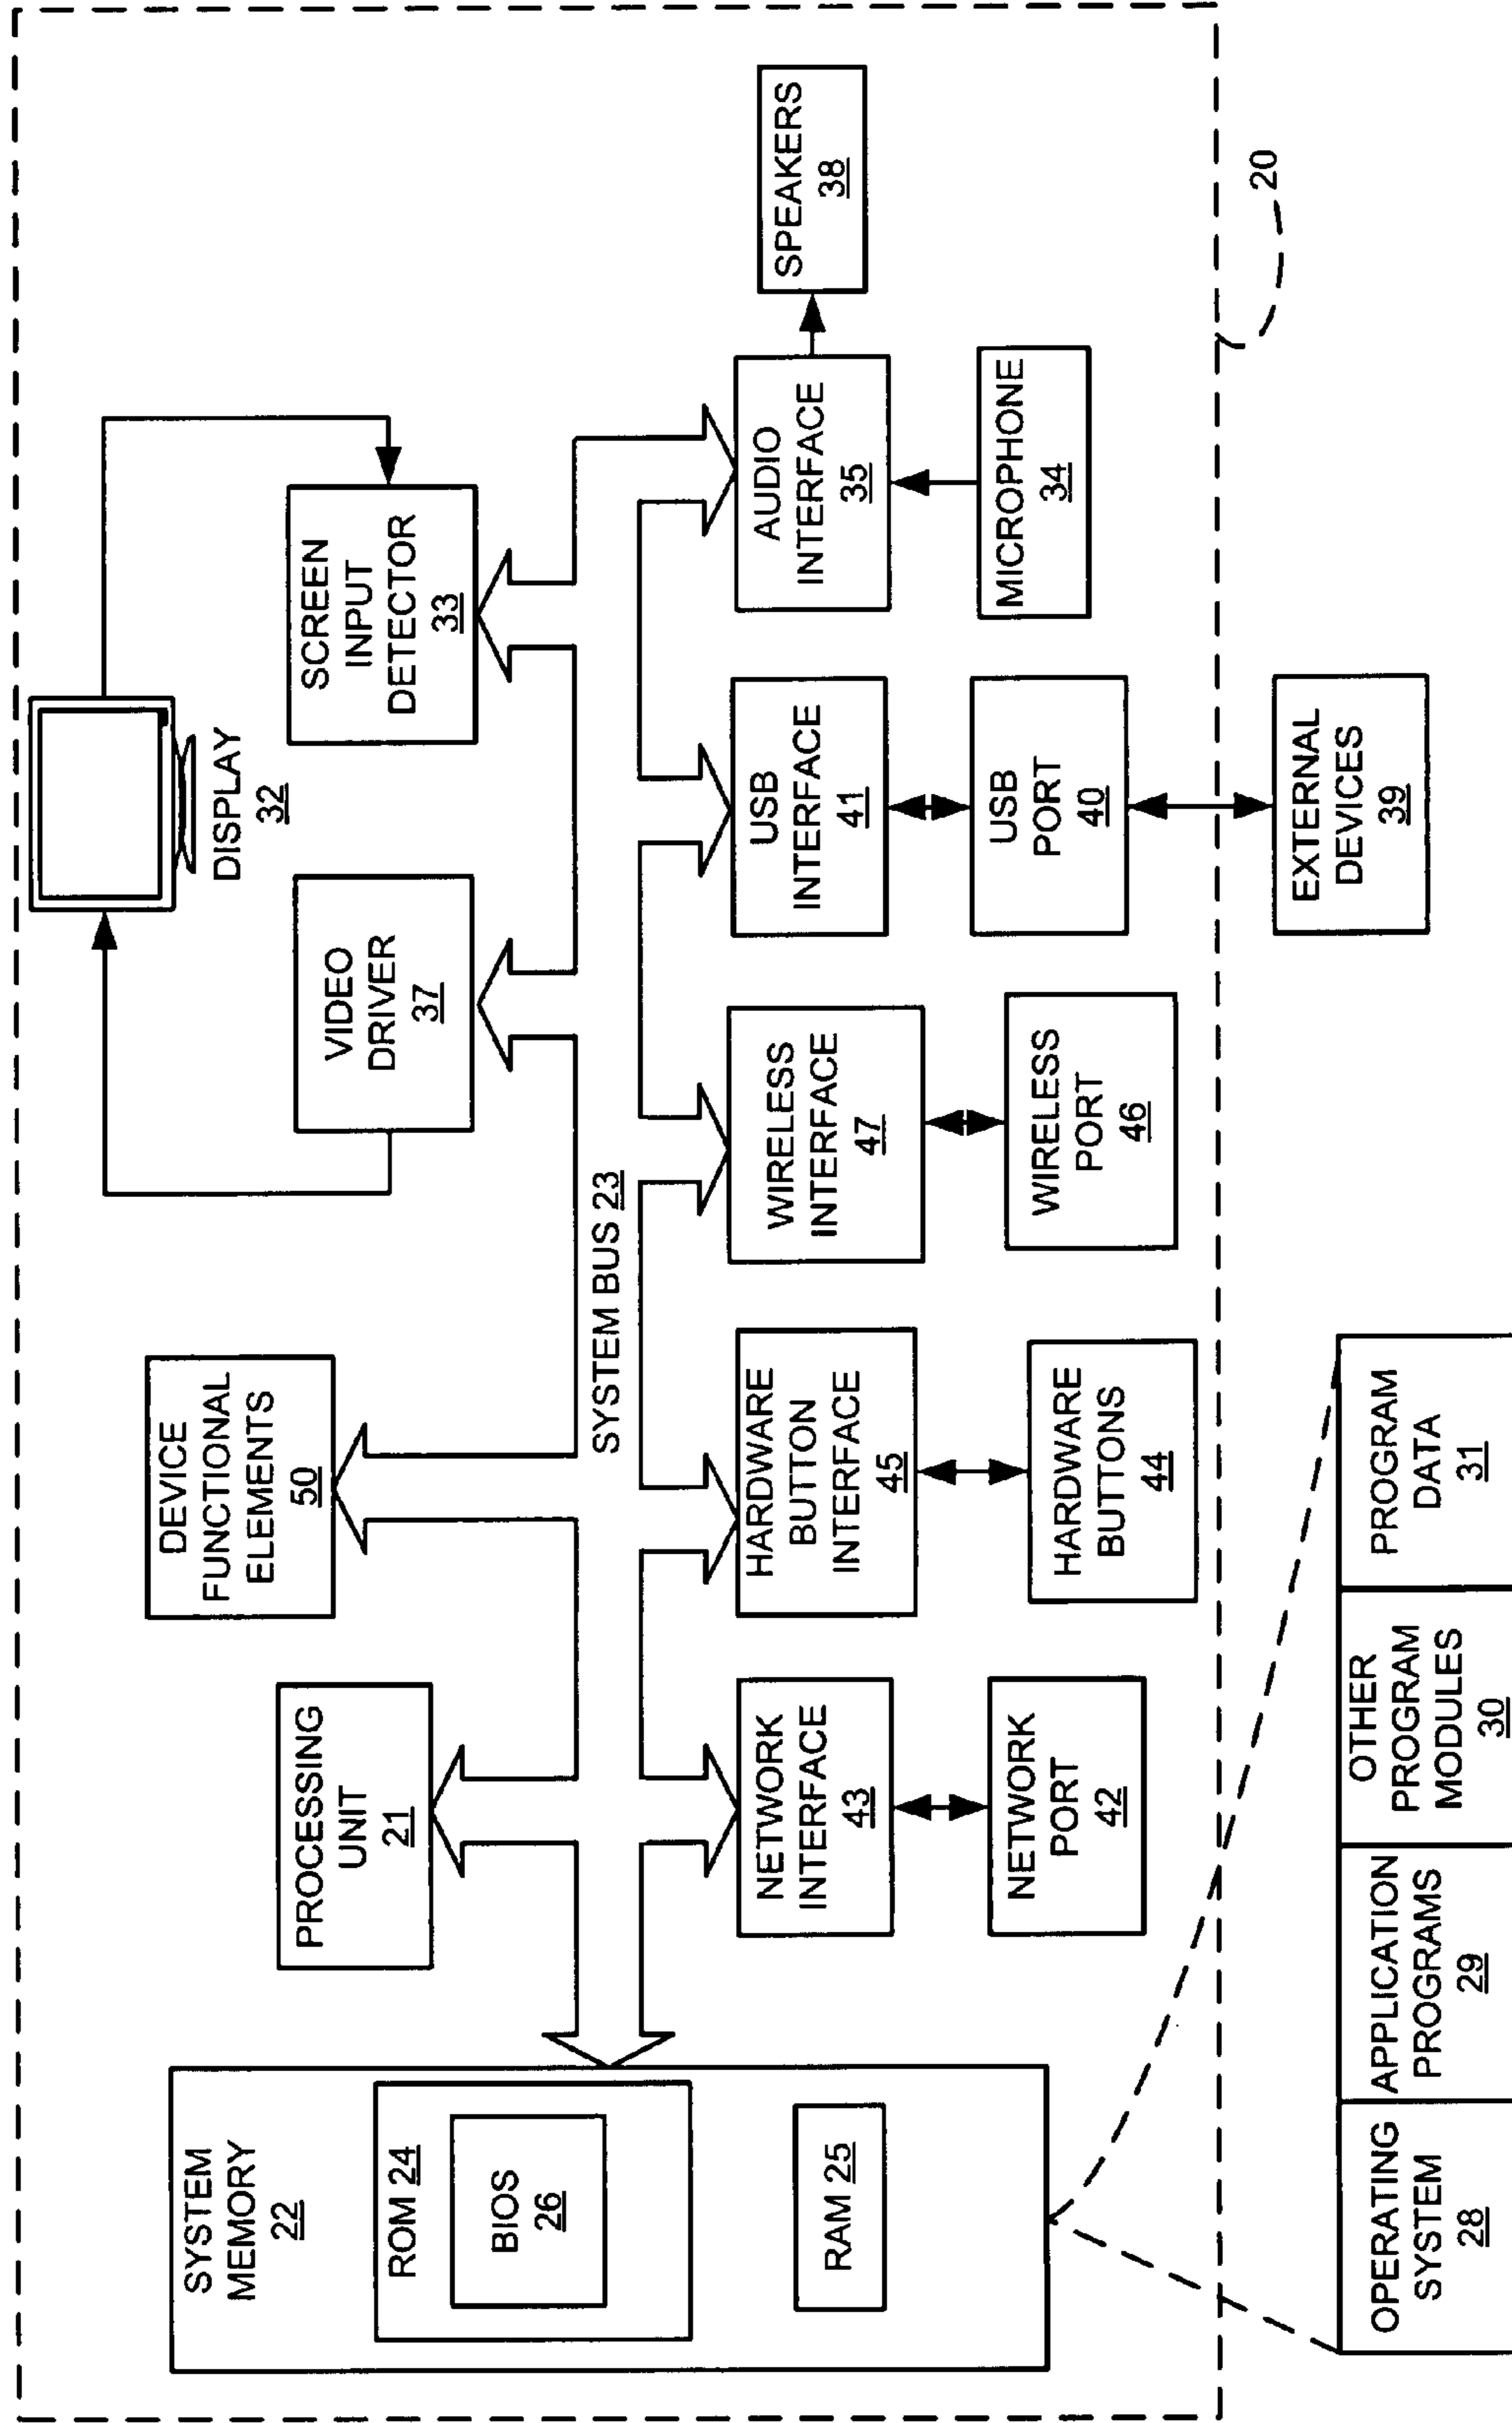 SYSTEM
MEMORY
22
ROM 24
BIOS
26
RAM 25
PROCESSING
UNIT
21
DEVICE
FUNCTIONAL
ELEMENTS
50
VIDEO
DRIVER
37
DISPLAY
32
SCREEN
INPUT
DETECTOR
33
SYSTEM BUS 23
NETWORK
INTERFACE
43
HARDWARE
BUTTON
INTERFACE
45
WIRELESS
INTERFACE
47
USB
INTERFACE
41
AUDIO
INTERFACE
35
SPEAKERS
38
NETWORK
PORT
42
HARDWARE
BUTTONS
44
WIRELESS
PORT
46
USB
PORT
40
MICROPHONE
34
20
EXTERNAL
DEVICES
39
OPERATING
SYSTEM
28
APPLICATION
PROGRAMS
29
OTHER
PROGRAM
MODULES
30
PROGRAM
DATA
31